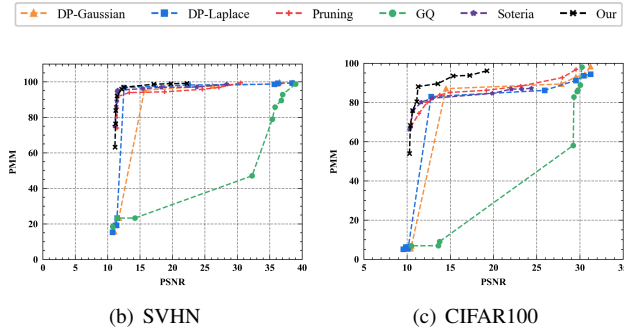 DP-Gaussian DP-Laplace Pruning GQ Soteria Our
120
100
80
60
40
20
0
PMM
0 5 10 15 20 25 30 35 40
PSNR
(b) SVHN
120
100
80
60
40
20
0
PMM
5 10 15 20 25 30 35
PSNR
(c) CIFAR100